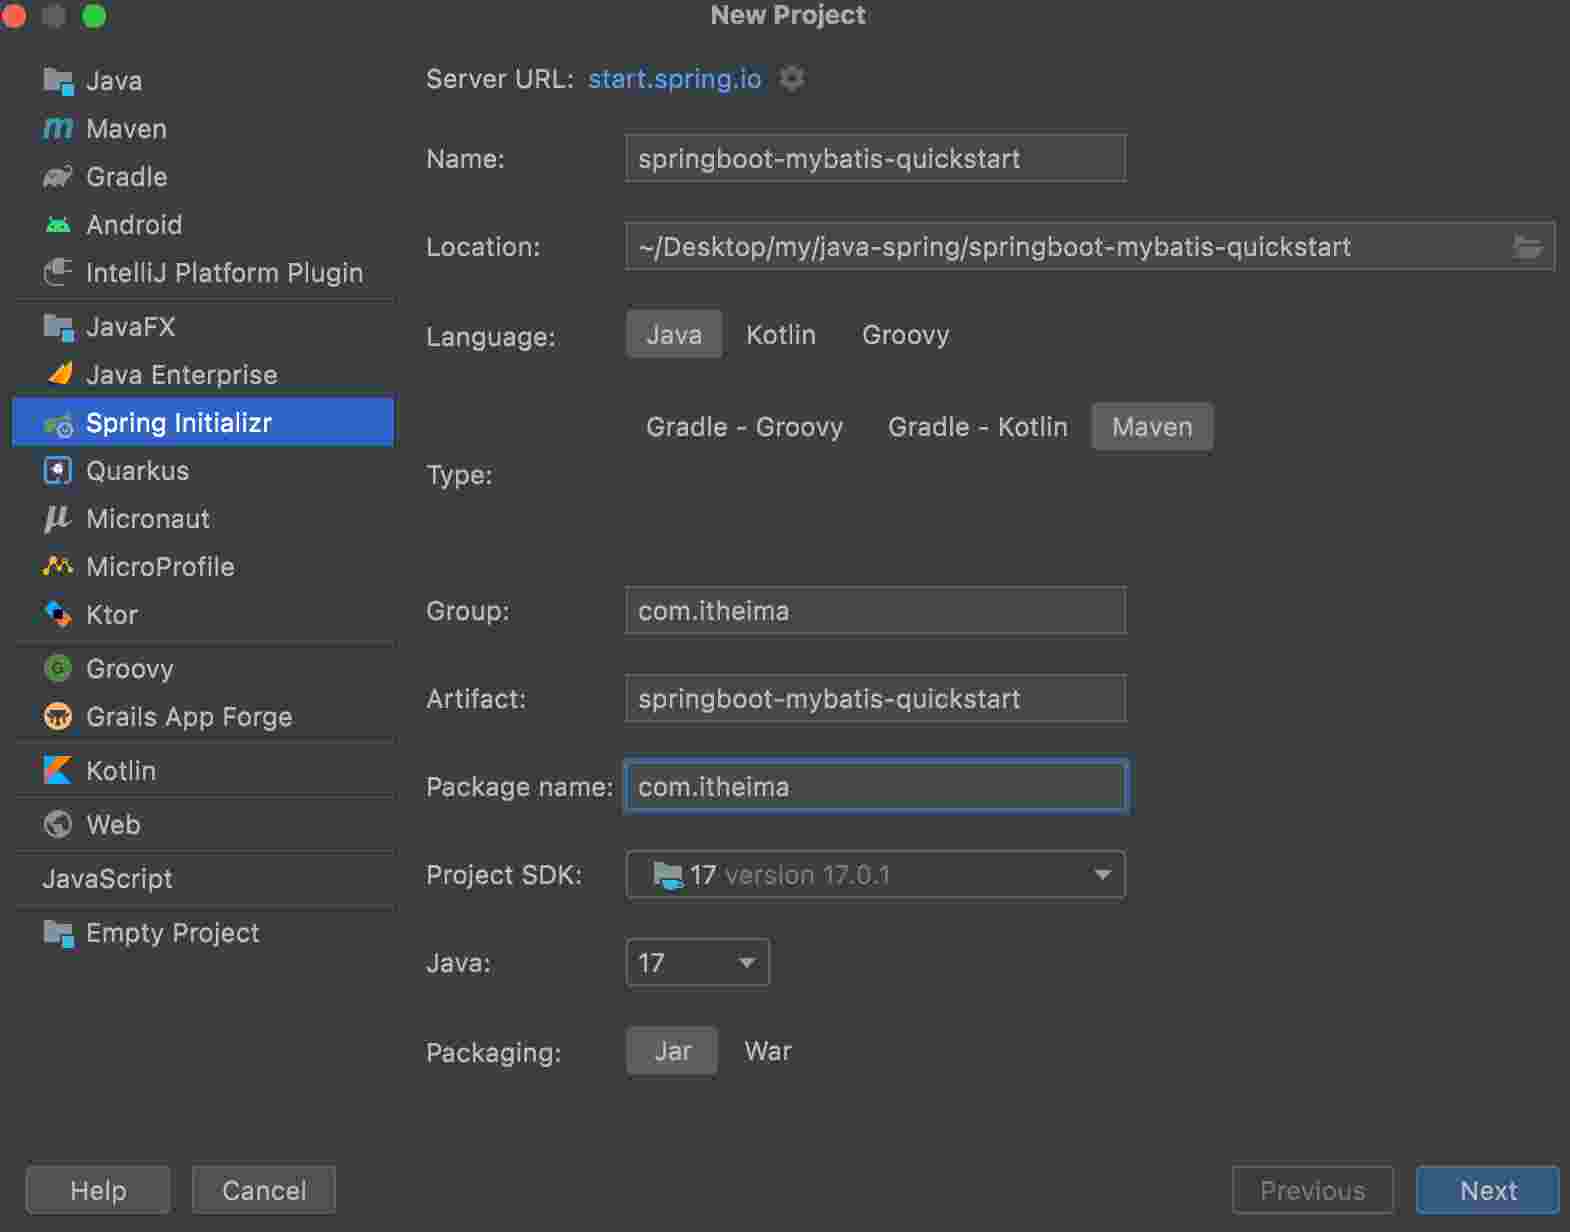 New Project
Java
Maven
Gradle
Android
IntelliJ Platform Plugin
JavaFX
Java Enterprise
Spring Initializr
Quarkus
Micronaut
MicroProfile
Ktor
Groovy
Grails App Forge
Kotlin
Web
JavaScript
Empty Project
Server URL: start.spring.io
Name: springboot-mybatis-quickstart
Location: ~/Desktop/my/java-spring/springboot-mybatis-quickstart
Language: Java Kotlin Groovy
Gradle - Groovy Gradle - Kotlin Maven
Type:
Group: com.itheima
Artifact: springboot-mybatis-quickstart
Package name: com.itheima
Project SDK: 17 version 17.0.1
Java: 17
Packaging: Jar War
Help Cancel Previous Next